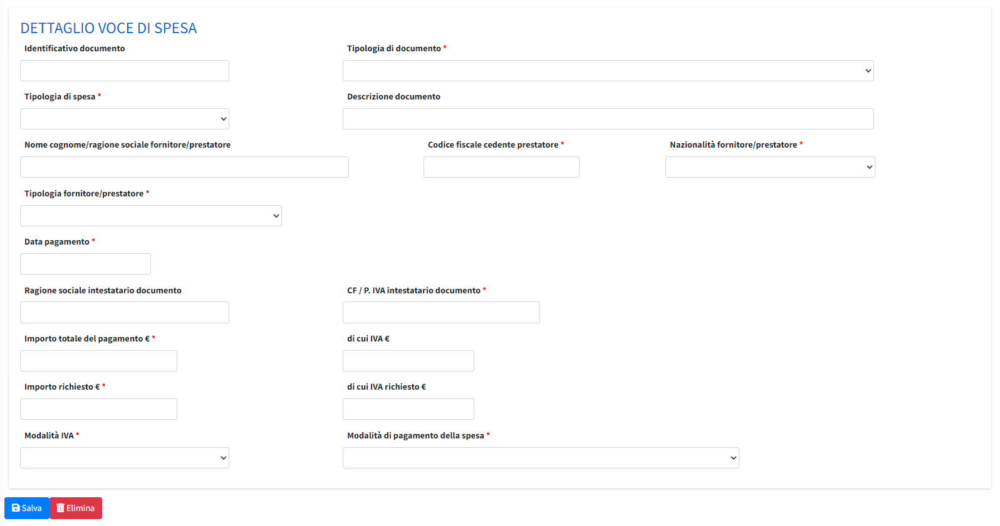 DETTAGLIO VOCE DI SPESA
Identificativo documento
Tipologia di documento *
Tipologia di spesa *
Descrizione documento
Nome cognome/ragione sociale fornitore/prestatore
Codice fiscale cedente prestatore *
Nazionalità fornitore/prestatore *
Tipologia fornitore/prestatore *
Data pagamento *
Ragione sociale intestatario documento
CF / P. IVA intestatario documento *
Importo totale del pagamento € *
di cui IVA €
Importo richiesto € *
di cui IVA richiesto €
Modalità IVA *
Modalità di pagamento della spesa *
Salva
Elimina